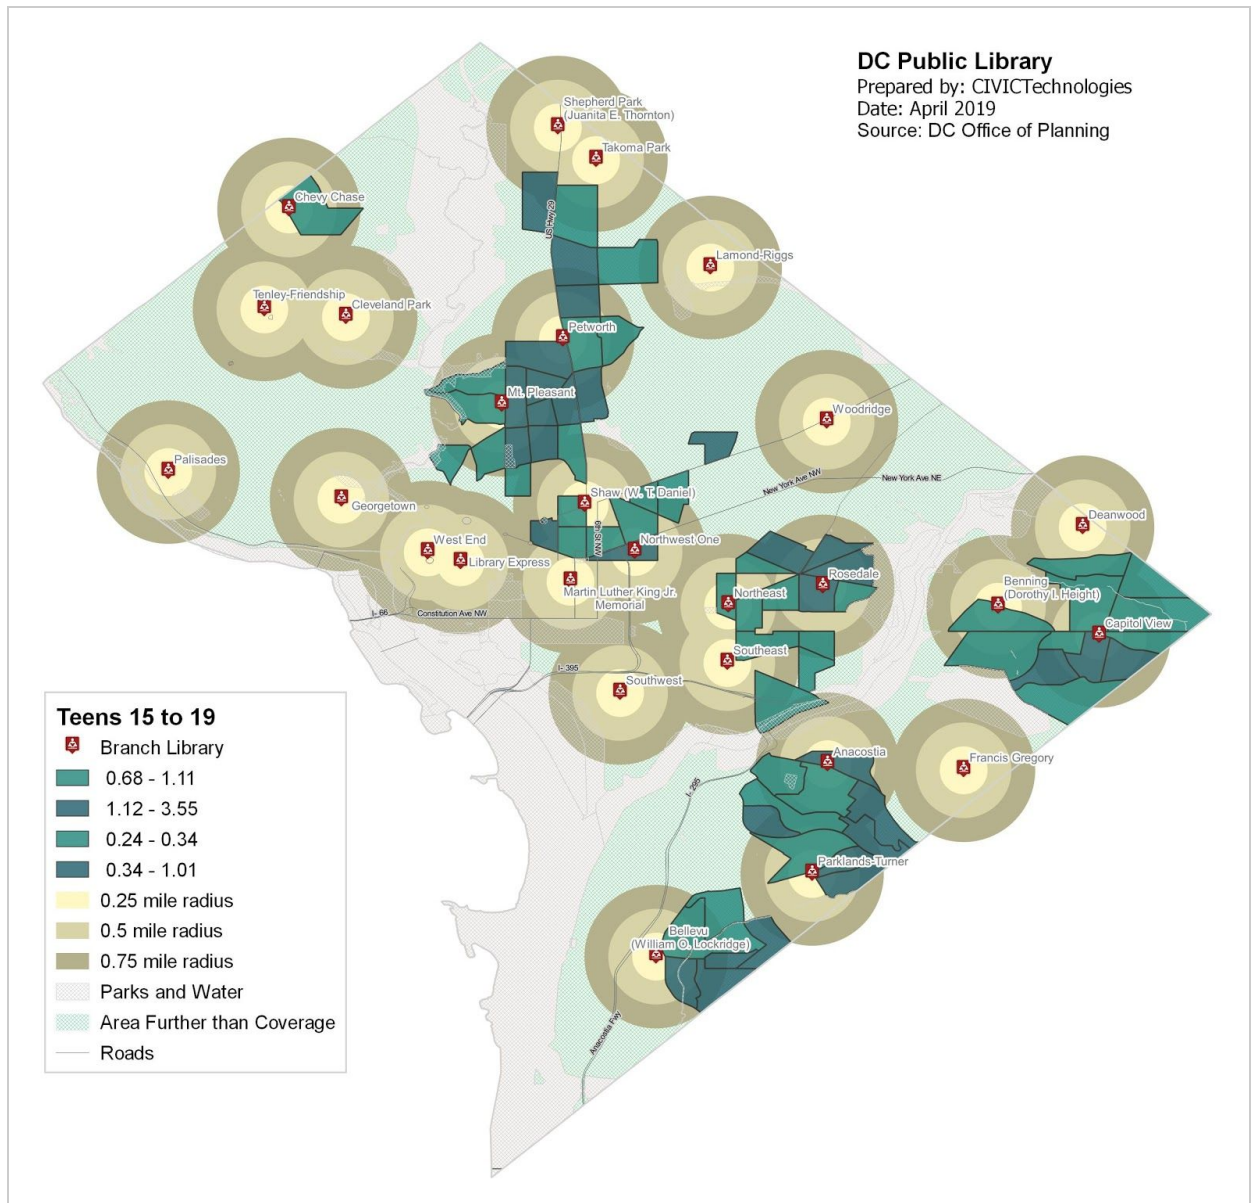 DC Public Library
Prepared by: CIVICTechnologies
Date: April 2019
Source: DC Office of Planning
Shepherd Park
(Juanita E. Thornton)
Takoma Park
Chevy Chase
US Hwy 29
Lamond-Riggs
Tenley-Friendship
Cleveland Park
Petworth
Mt. Pleasant
Woodridge
Palisades
Georgetown
Shaw (W. T. Daniel)
New York Ave NW
New York Ave NE
6th St NW
Deanwood
West End
Library Express
Northwest One
Martin Luther King Jr.
Memorial
Northeast
Rosedale
Benning
(Dorothy I. Height)
Capitol View
I- 66
Constitution Ave NW
I- 395
Southeast
Southwest
Anacostia
Francis Gregory
I- 295
Parklands-Turner
Bellevu
(William O. Lockridge)
Anacostia Fwy
Teens 15 to 19
Branch Library
0.68 - 1.11
1.12 - 3.55
0.24 - 0.34
0.34 - 1.01
0.25 mile radius
0.5 mile radius
0.75 mile radius
Parks and Water
Area Further than Coverage
Roads